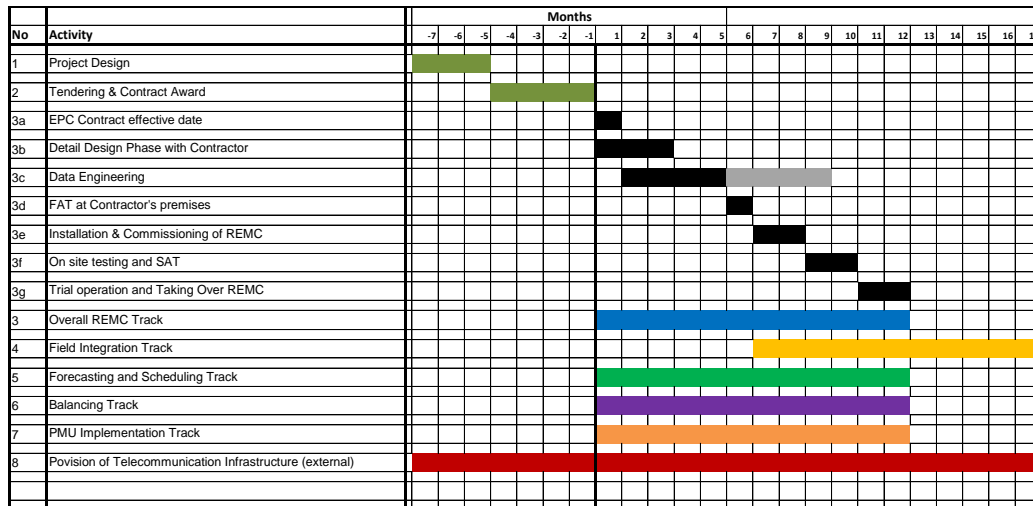 Months
No Activity -7 -6 -5 -4 -3 -2 -1 1 2 3 4 5 6 7 8 9 10 11 12 13 14 15 16
1 Project Design
2 Tendering & Contract Award
3a EPC Contract effective date
3b Detail Design Phase with Contractor
3c Data Engineering
3d FAT at Contractor's premises
3e Installation & Commissioning of REMC
3f On site testing and SAT
3g Trial operation and Taking Over REMC
3 Overall REMC Track
4 Field Integration Track
5 Forecasting and Scheduling Track
6 Balancing Track
7 PMU Implementation Track
8 Povision of Telecommunication Infrastructure (external)